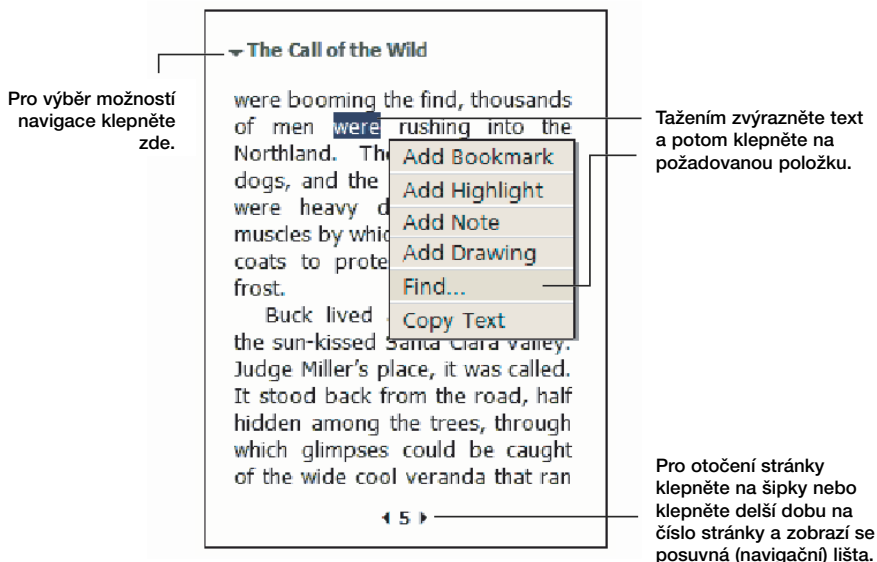 The Call of the Wild
Pro výběr možností
navigace klepněte
zde.
were booming the find, thousands
of men were rushing into the
Northland. The
dogs, and the
were heavy d
muscles by whic
coats to prote
frost.
Buck lived
the sun-kissed Santa Clara Valley.
Judge Miller's place, it was called.
It stood back from the road, half
hidden among the trees, through
which glimpses could be caught
of the wide cool veranda that ran
Add Bookmark
Add Highlight
Add Note
Add Drawing
Find...
Copy Text
5
Tažením zvýrazněte text
a potom klepněte na
požadovanou položku.
Pro otočení stránky
klepněte na šipky nebo
klepněte delší dobu na
číslo stránky a zobrazí se
posuvná (navigační) lišta.